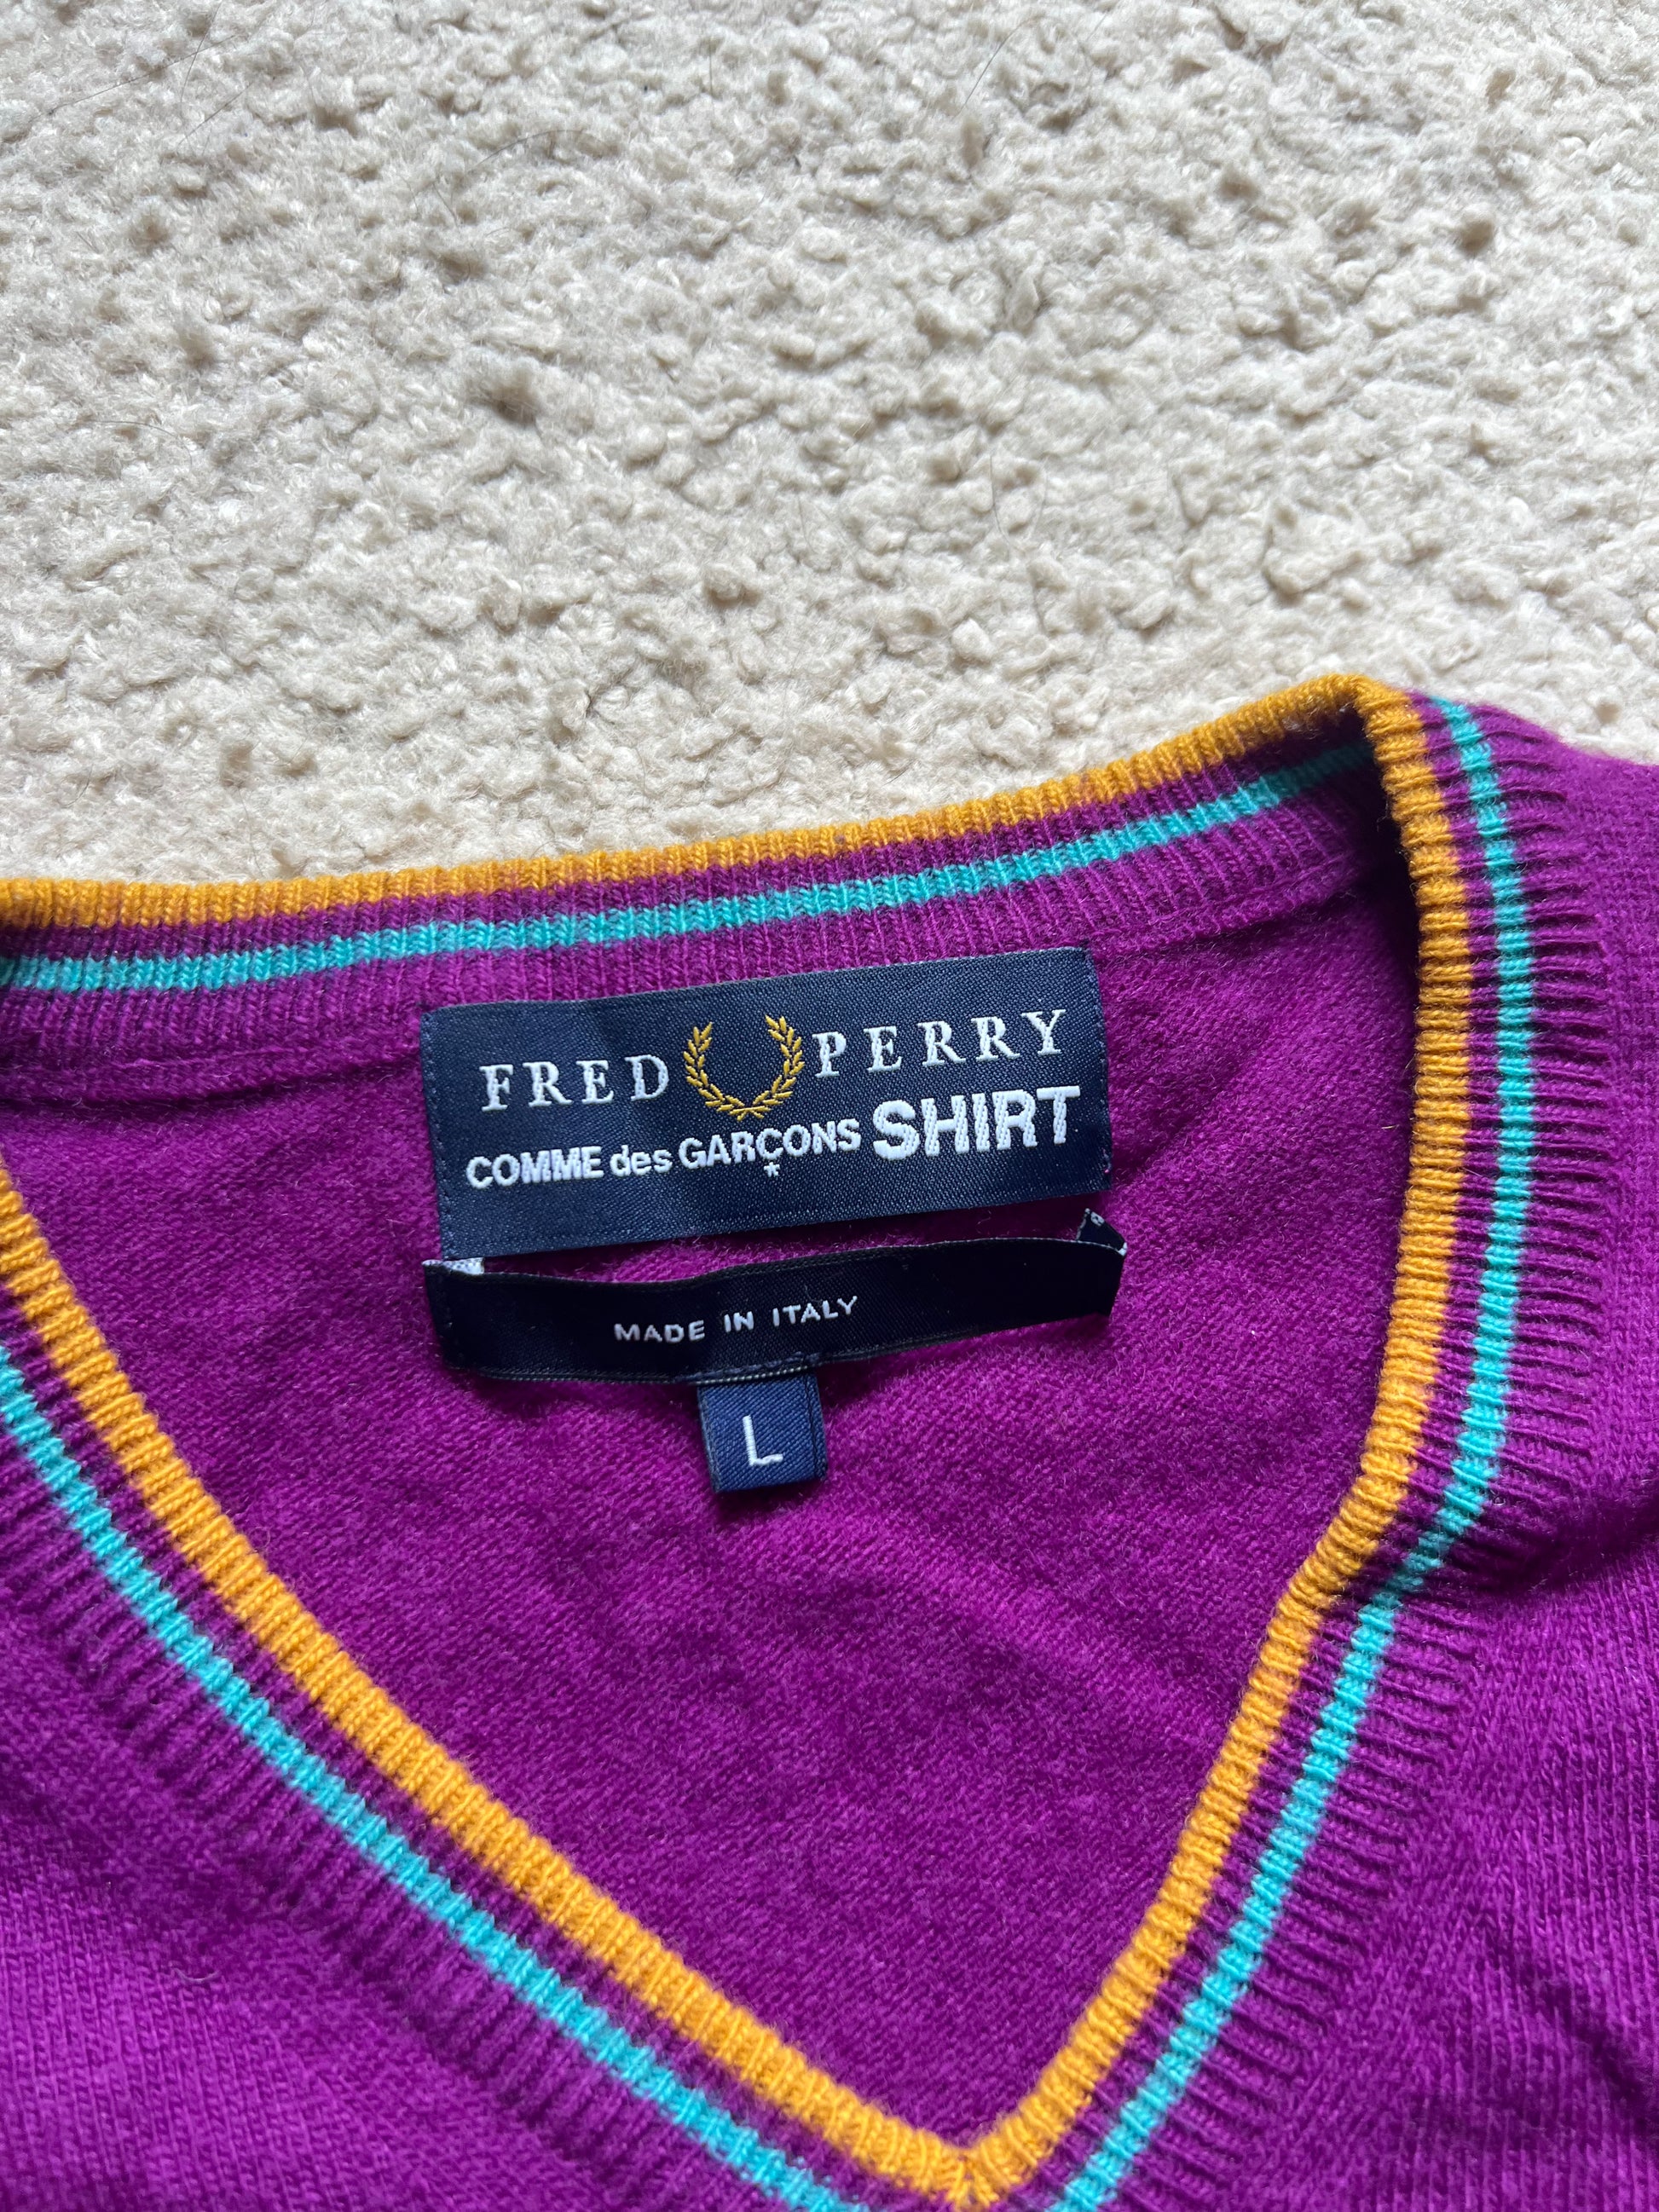 FRED PERRY
COMME des GARÇONS SHIRT
*
MADE IN ITALY
L